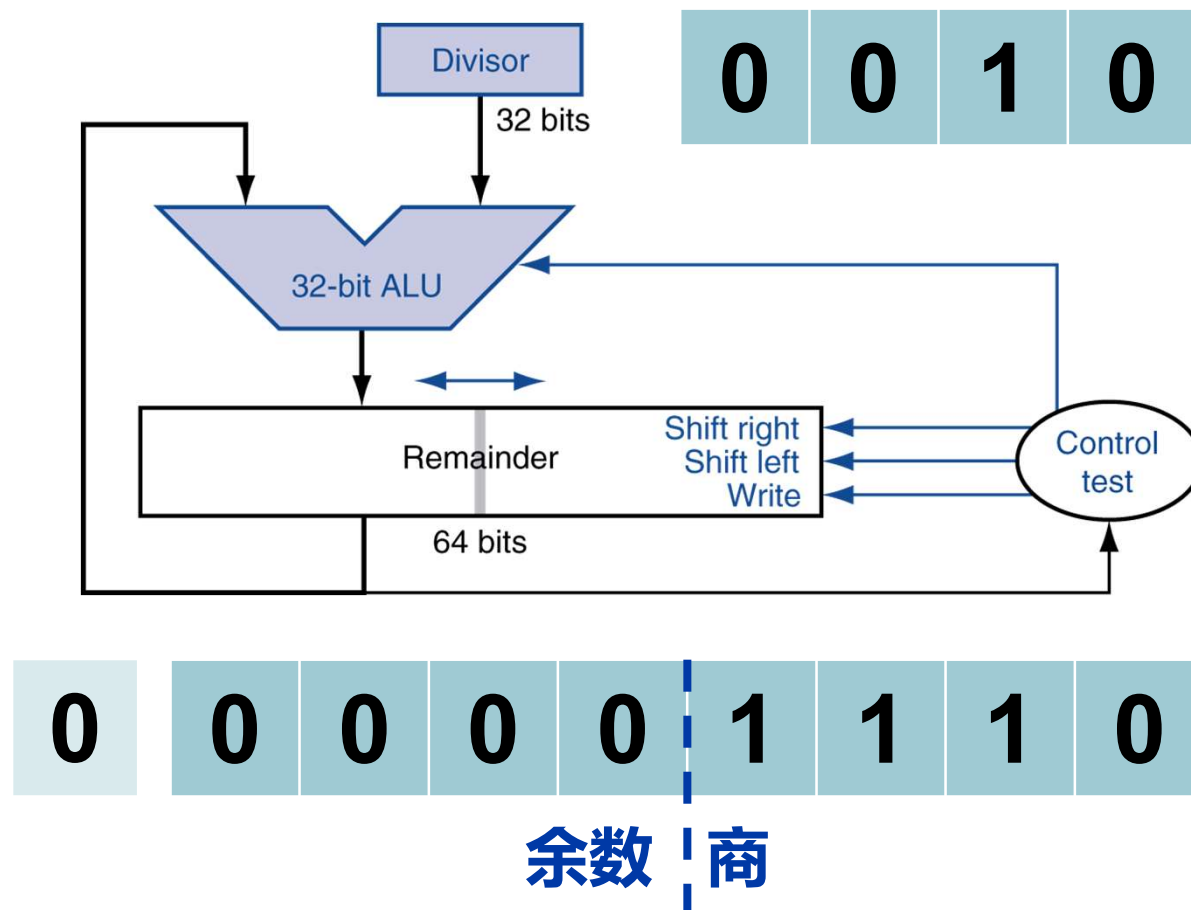 Divisor
0 0 1 0
32 bits
32-bit ALU
Remainder
Shift right
Shift left
Write
Control
test
64 bits
0 0 0 0 0 1 1 1 0
余数 商